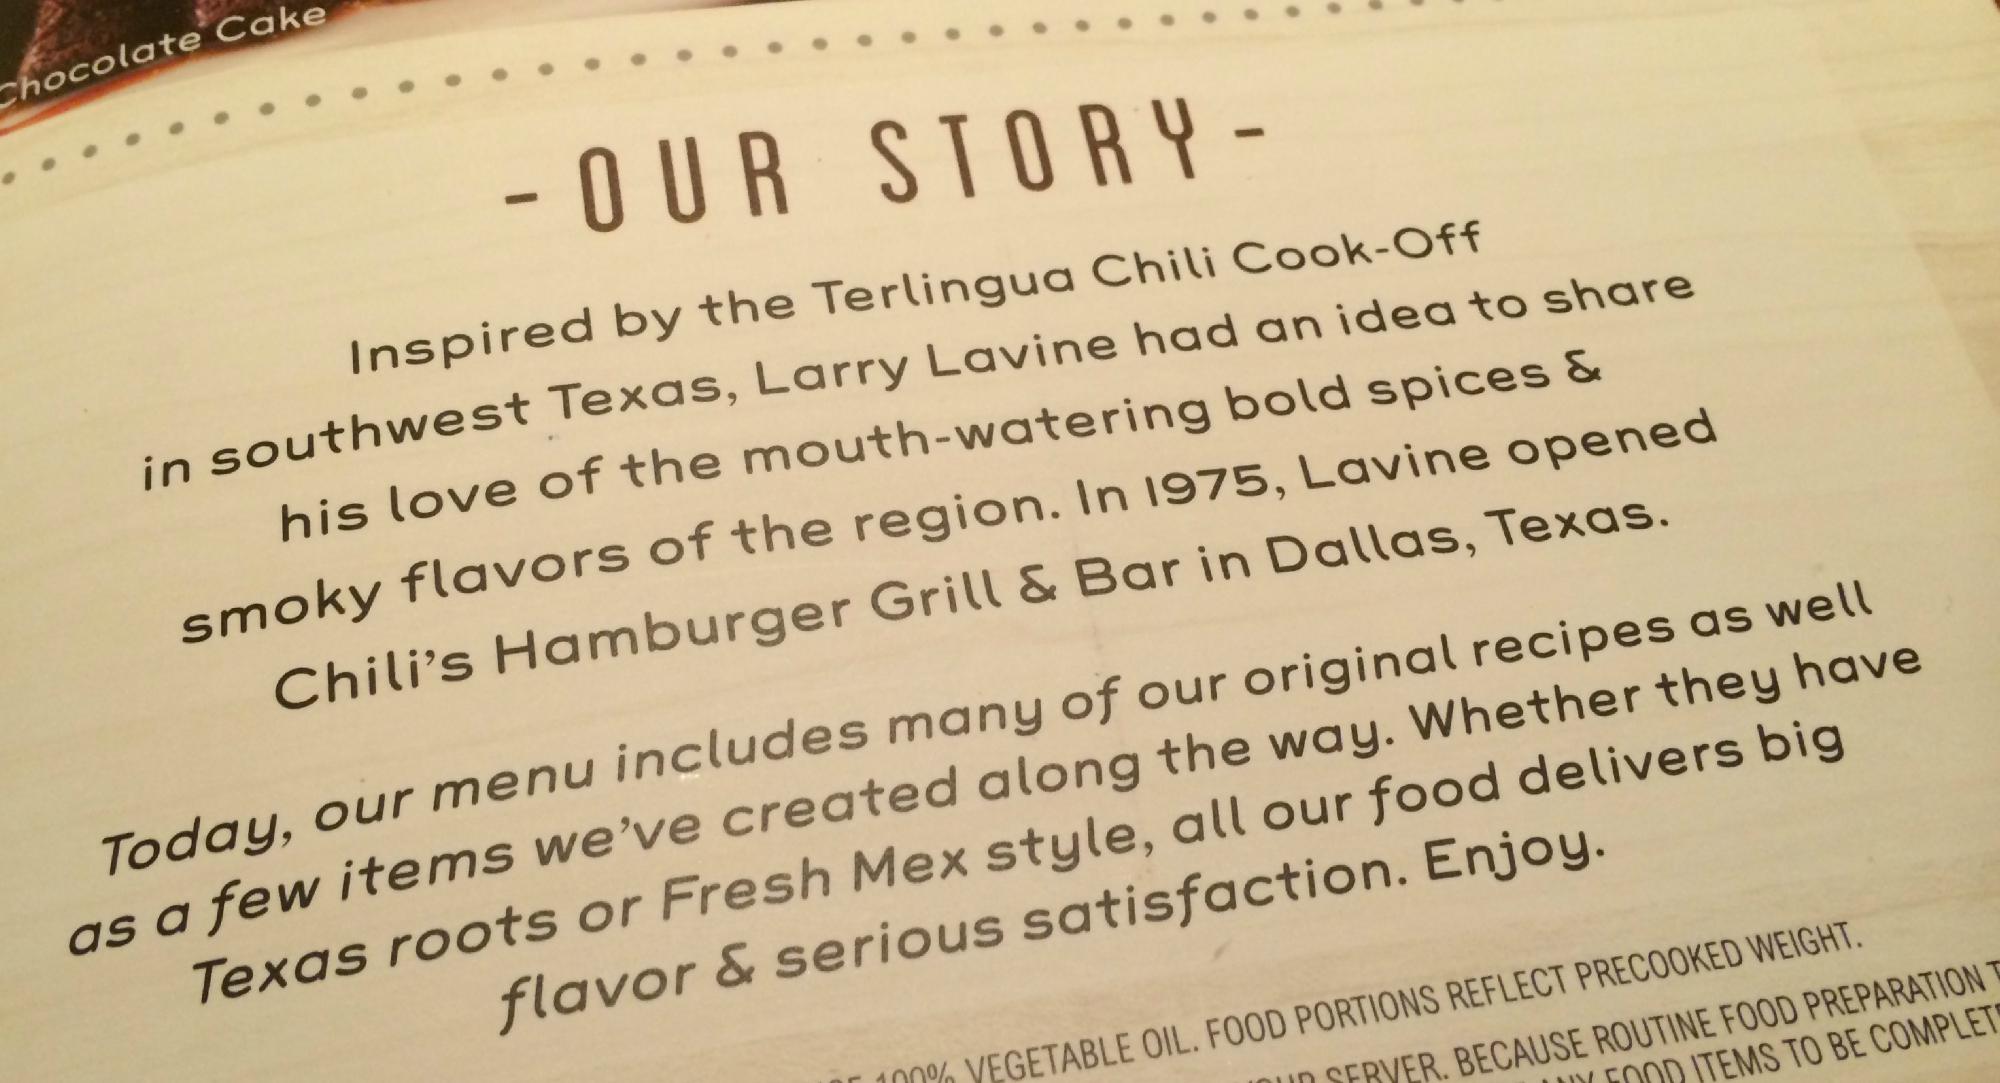 Chocolate Cake
-OUR STORY-
Inspired by the Terlingua Chili Cook-Off
in southwest Texas, Larry Lavine had an idea to share
his love of the mouth-watering bold spices &
smoky flavors of the region. In 1975, Lavine opened
Chili's Hamburger Grill & Bar in Dallas, Texas.
Today, our menu includes many of our original recipes as well
as a few items we've created along the way. Whether they have
Texas roots or Fresh Mex style, all our food delivers big
flavor & serious satisfaction. Enjoy.
100% VEGETABLE OIL. FOOD PORTIONS REFLECT PRECOOKED WEIGHT.
SERVER. BECAUSE ROUTINE FOOD PREPARATION
FOOD ITEMS TO BE